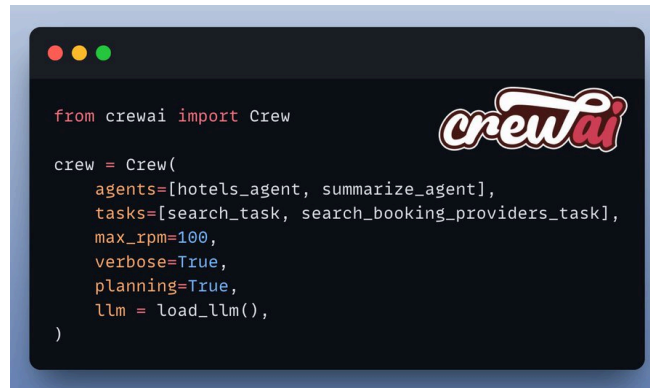 from crewai import Crew
crewai
crew = Crew(
    agents=[hotels_agent, summarize_agent],
    tasks=[search_task, search_booking_providers_task],
    max_rpm=100,
    verbose=True,
    planning=True,
    llm = load_llm(),
)